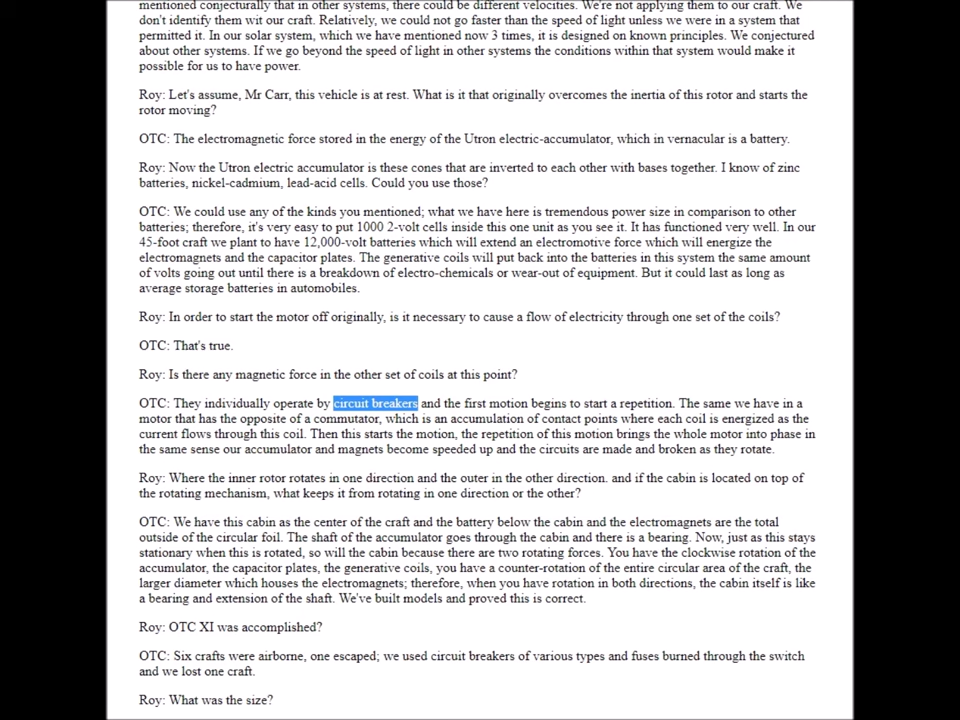 mentioned conjecturally that in other systems, there could be different velocities. We're not applying them to our craft. We
don't identify them wit our craft. Relatively, we could not go faster than the speed of light unless we were in a system that
permitted it. In our solar system, which we have mentioned now 3 times, it is designed on known principles. We conjectured
about other systems. If we go beyond the speed of light in other systems the conditions within that system would make it
possible for us to have power.
Roy: Let's assume, Mr Carr, this vehicle is at rest. What is it that originally overcomes the inertia of this rotor and starts the
rotor moving?
OTC: The electromagnetic force stored in the energy of the Utron electric-accumulator, which in vernacular is a battery.
Roy: Now the Utron electric accumulator is these cones that are inverted to each other with bases together. I know of zinc
batteries, nickel-cadmium, lead-acid cells. Could you use those?
OTC: We could use any of the kinds you mentioned; what we have here is tremendous power size in comparison to other
batteries; therefore, it's very easy to put 1000 2-volt cells inside this one unit as you see it. It has functioned very well. In our
45-foot craft we plan to have 12,000-volt batteries which will extend an electromotive force which will energize the
electromagnets and the capacitor plates. The generative coils will put back into the batteries in this system the same amount
of volts going out until there is a breakdown of electro-chemicals or wear-out of equipment. But it could last as long as
average storage batteries in automobiles.
Roy: In order to start the motor off originally, is it necessary to cause a flow of electricity through one set of the coils?
OTC: That's true.
Roy: Is there any magnetic force in the other set of coils at this point?
OTC: They individually operate by circuit breakers and the first motion begins to start a repetition. The same we have in a
motor that has the opposite of a commutator, which is an accumulation of contact points where each coil is energized as the
current flows through this coil. Then this starts the motion, the repetition of this motion brings the whole motor into phase in
the same sense our accumulator and magnets become speeded up and the circuits are made and broken as they rotate.
Roy: Where the inner rotor rotates in one direction and the outer in the other direction. and if the cabin is located on top of
the rotating mechanism, what keeps it from rotating in one direction or the other?
OTC: We have this cabin as the center of the craft and the battery below the cabin and the electromagnets are the total
outside of the circular foil. The shaft of the accumulator goes through the cabin and there is a bearing. Now, just as this stays
stationary when this is rotated, so will the cabin because there are two rotating forces. You have the clockwise rotation of the
accumulator, the capacitor plates, the generative coils, you have a counter-rotation of the entire circular area of the craft, the
larger diameter which houses the electromagnets; therefore, when you have rotation in both directions, the cabin itself is like
a bearing and extension of the shaft. We've built models and proved this is correct.
Roy: OTC XI was accomplished?
OTC: Six crafts were airborne, one escaped; we used circuit breakers of various types and fuses burned through the switch
and we lost one craft.
Roy: What was the size?